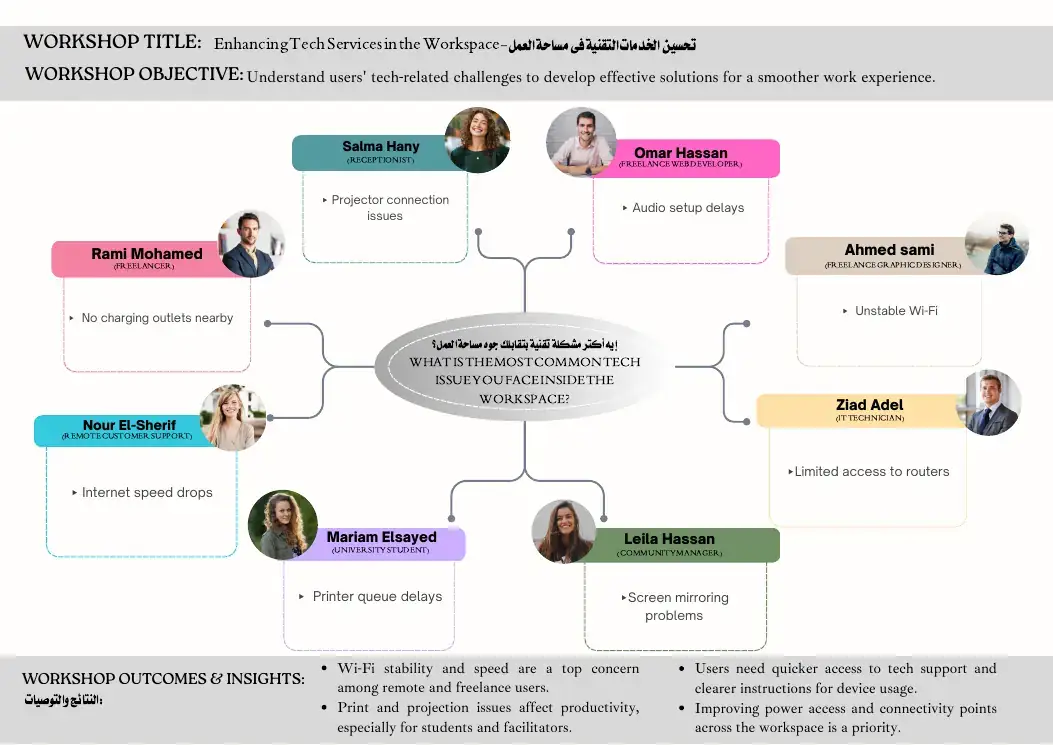 WORKSHOP TITLE: Enhancing Tech Services in the Workspace – تحسين الخدمات التقنية في مساحة العمل
WORKSHOP OBJECTIVE: Understand users' tech-related challenges to develop effective solutions for a smoother work experience.
Salma Hany
(RECEPTIONIST)
‣ Projector connection
issues
Omar Hassan
(FREELANCE WEB DEVELOPER)
‣ Audio setup delays
Rami Mohamed
(FREELANCER)
‣ No charging outlets nearby
Ahmed sami
(FREELANCE GRAPHIC DESIGNER)
‣ Unstable Wi-Fi
إيه أكتر مشكلة تقنية بتقابلك جوه مساحة العمل؟
WHAT IS THE MOST COMMON TECH
ISSUE YOU FACE INSIDE THE
WORKSPACE?
Nour El-Sherif
(REMOTE CUSTOMER SUPPORT)
‣ Internet speed drops
Ziad Adel
(IT TECHNICIAN)
‣Limited access to routers
Mariam Elsayed
(UNIVERSITY STUDENT)
‣ Printer queue delays
Leila Hassan
(COMMUNITY MANAGER)
‣Screen mirroring
problems
WORKSHOP OUTCOMES & INSIGHTS:
النتائج والتوصيات:
• Wi-Fi stability and speed are a top concern
among remote and freelance users.
• Print and projection issues affect productivity,
especially for students and facilitators.
• Users need quicker access to tech support and
clearer instructions for device usage.
• Improving power access and connectivity points
across the workspace is a priority.